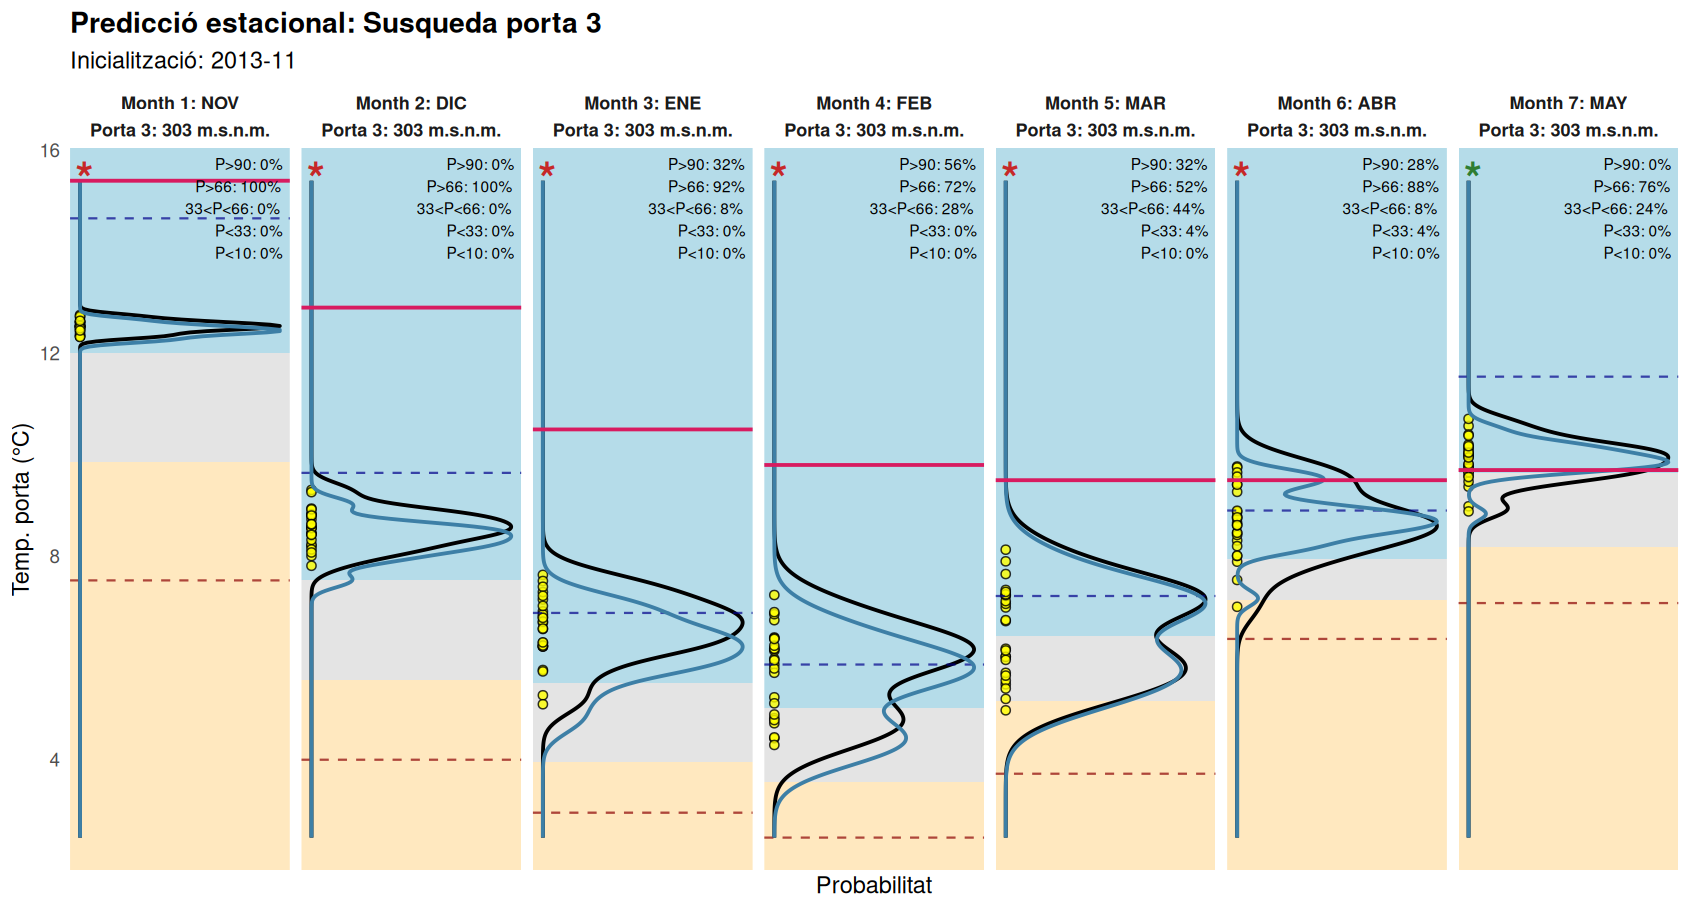 Predicció estacional: Susqueda porta 3
Inicialització: 2013-11
Month 1: NOV
Porta 3: 303 m.s.n.m.
Month 2: DIC
Porta 3: 303 m.s.n.m.
Month 3: ENE
Porta 3: 303 m.s.n.m.
Month 4: FEB
Porta 3: 303 m.s.n.m.
Month 5: MAR
Porta 3: 303 m.s.n.m.
Month 6: ABR
Porta 3: 303 m.s.n.m.
Month 7: MAY
Porta 3: 303 m.s.n.m.
Temp. porta (°C)
16
12
8
4
*
P>90: 0%
P>66: 100%
33<P<66: 0%
P<33: 0%
P<10: 0%
*
P>90: 0%
P>66: 100%
33<P<66: 0%
P<33: 0%
P<10: 0%
*
P>90: 32%
P>66: 92%
33<P<66: 8%
P<33: 0%
P<10: 0%
*
P>90: 56%
P>66: 72%
33<P<66: 28%
P<33: 0%
P<10: 0%
*
P>90: 32%
P>66: 52%
33<P<66: 44%
P<33: 4%
P<10: 0%
*
P>90: 28%
P>66: 88%
33<P<66: 8%
P<33: 4%
P<10: 0%
*
P>90: 0%
P>66: 76%
33<P<66: 24%
P<33: 0%
P<10: 0%
Probabilitat